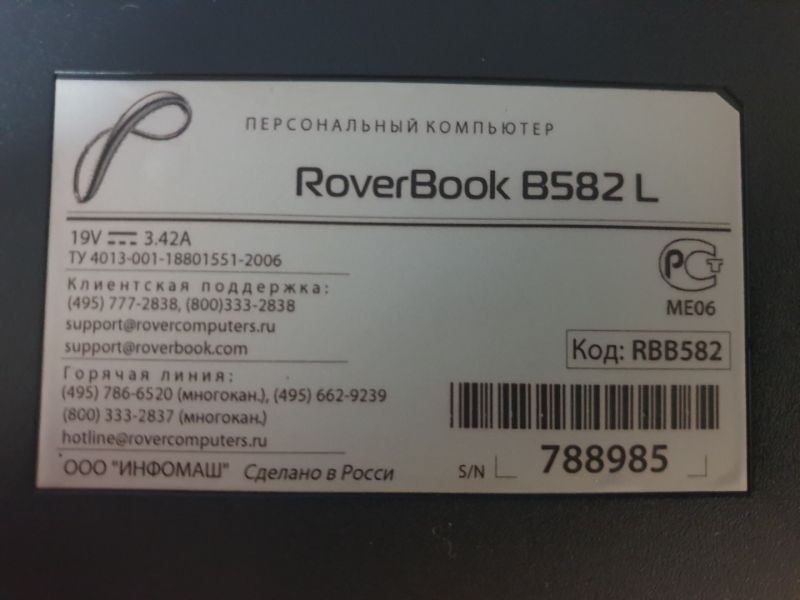 ПЕРСОНАЛЬНЫЙ КОМПЬЮТЕР
RoverBook B582 L
19V 3.42A
ТУ 4013-001-18801551-2006
Клиентская поддержка:
(495) 777-2838, (800)333-2838
support@rovercomputers.ru
support@roverbook.com
Горячая линия:
(495) 786-6520 (многокан.), (495) 662-9239
(800) 333-2837 (многокан.)
hotline@rovercomputers.ru
ООО "ИНФОМАШ" Сделано в Росси
РСТ
МЕ06
Код: RBB582
S/N 788985